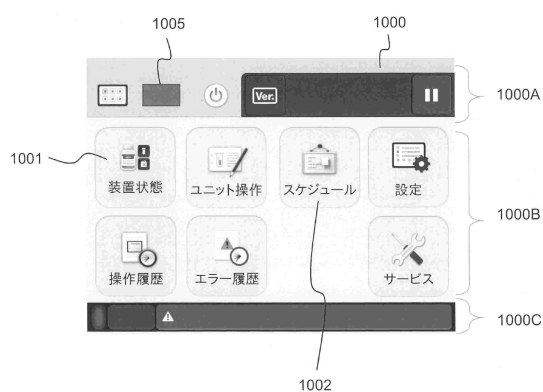 1005
1000
Ver.
1000A
1001
装置状態
ユニット操作
スケジュール
設定
1000B
操作履歴
エラー履歴
サービス
1000C
1002